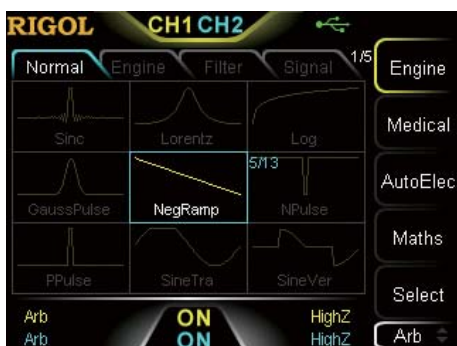 RIGOL CH1 CH2
Normal Engine Filter Signal 1/5
Engine
Sinc Lorentz Log
Medical
5/13
AutoElec
GaussPulse NegRamp NPulse
Maths
PPulse SineTra SineVer
Select
Arb ON HighZ
Arb ON HighZ
Arb